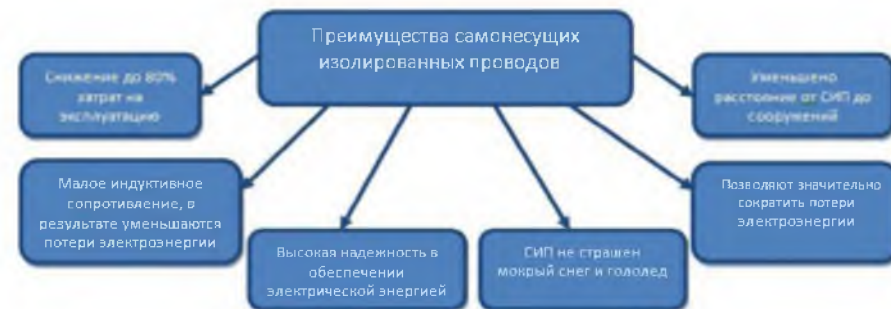 Преимущества самонесущих
изолированных проводов
Снижение до 80%
затрат на
эксплуатацию
Уменьшено
расстояние от СИП до
сооружений
Малое индуктивное
сопротивление, в
результате уменьшаются
потери электроэнергии
Высокая надежность в
обеспечении
электрической энергией
СИП не страшен
мокрый снег и гололед
Позволяют значительно
сократить потери
электроэнергии